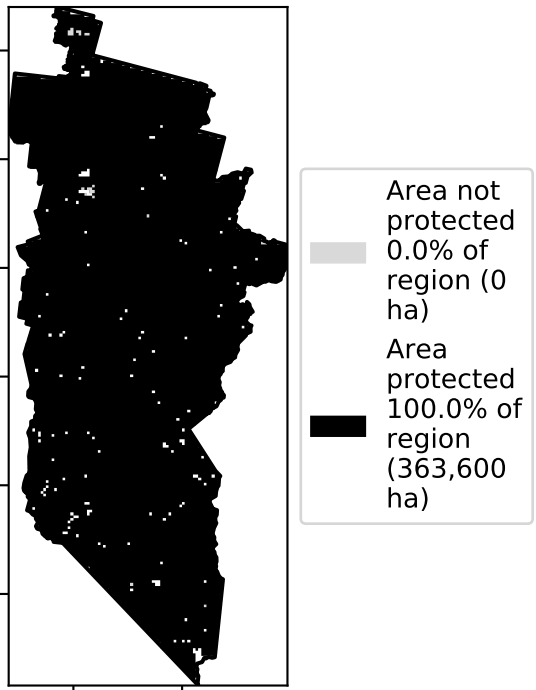 Area not
protected
0.0% of
region (0
ha)
Area
protected
100.0% of
region
(363,600
ha)